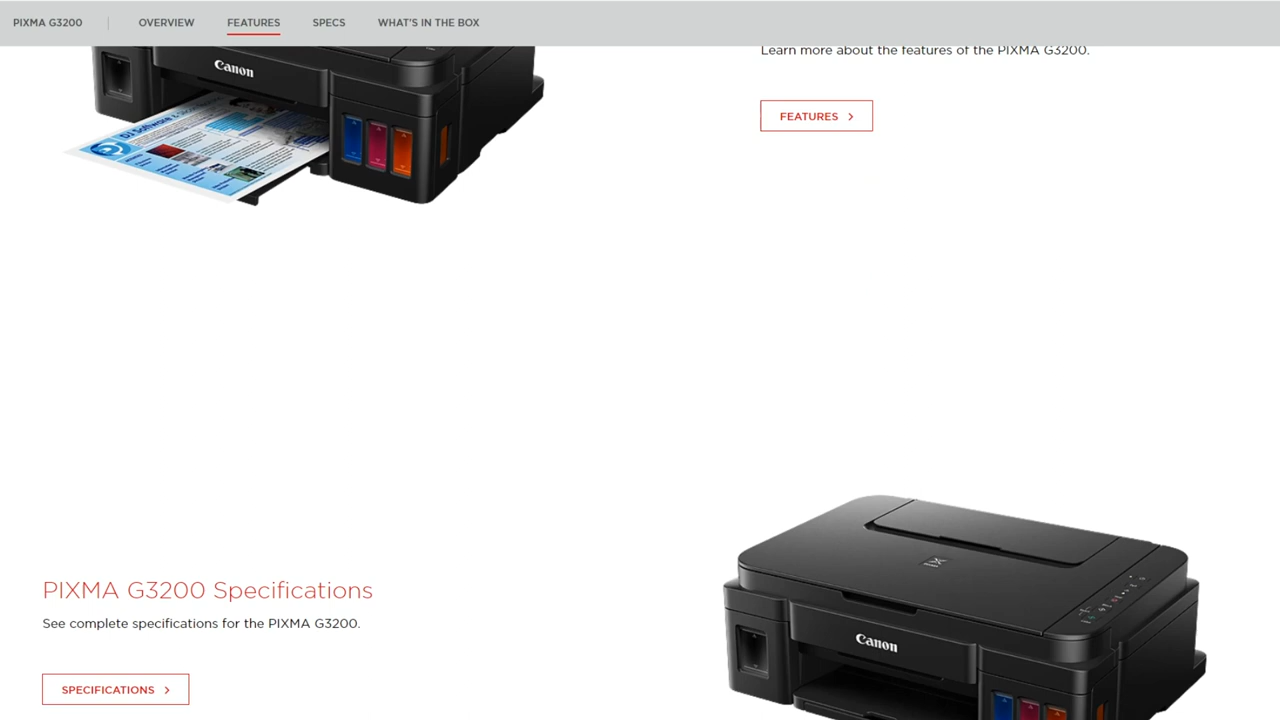 PIXMA G3200
OVERVIEW
FEATURES
SPECS
WHAT'S IN THE BOX
Learn more about the features of the PIXMA G3200.
Canon
FEATURES
PIXMA G3200 Specifications
See complete specifications for the PIXMA G3200.
SPECIFICATIONS
Canon